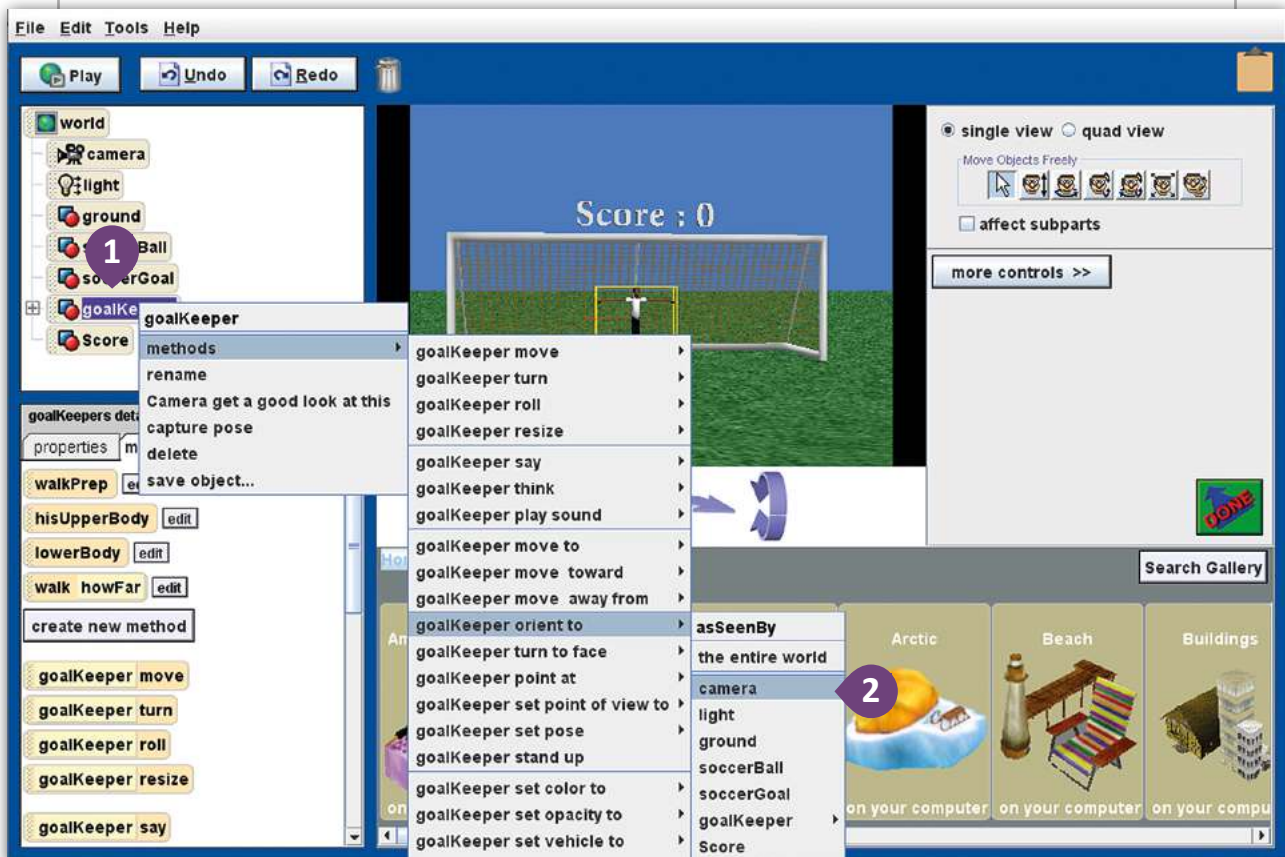 File Edit Tools Help
Play Undo Redo
world
camera
light
ground
Ball
soccerGoal
1
goalKe
Score
goalKeeper
methods
rename
Camera get a good look at this
capture pose
delete
save object...
goalKeepers
properties
walkPrep
hisUpperBody edit
lowerBody edit
walk howFar edit
create new method
goalKeeper move
goalKeeper turn
goalKeeper roll
goalKeeper resize
goalKeeper say
Score : 0
goalKeeper move
goalKeeper turn
goalKeeper roll
goalKeeper resize
goalKeeper say
goalKeeper think
goalKeeper play sound
goalKeeper move to
goalKeeper move toward
goalKeeper move away from
goalKeeper orient to
goalKeeper turn to face
goalKeeper point at
goalKeeper set point of view to
goalKeeper set pose
goalKeeper stand up
goalKeeper set color to
goalKeeper set opacity to
goalKeeper set vehicle to
asSeenBy
the entire world
camera
2
light
ground
soccerBall
soccerGoal
goalKeeper
Score
single view quad view
Move Objects Freely
affect subparts
more controls >>
DONE
Search Gallery
Arctic
Beach
Buildings
on your computer
on your computer
on your compu